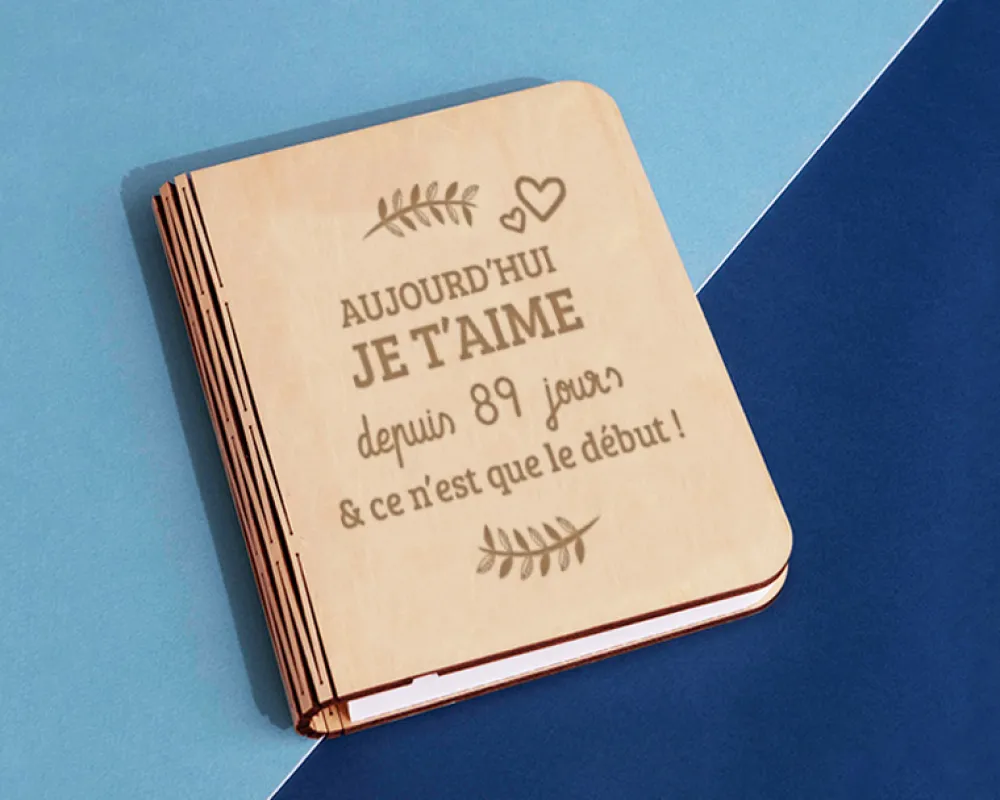 AUJOURD'HUI
JE T'AIME
depuis 89 jours
& ce n'est que le début !